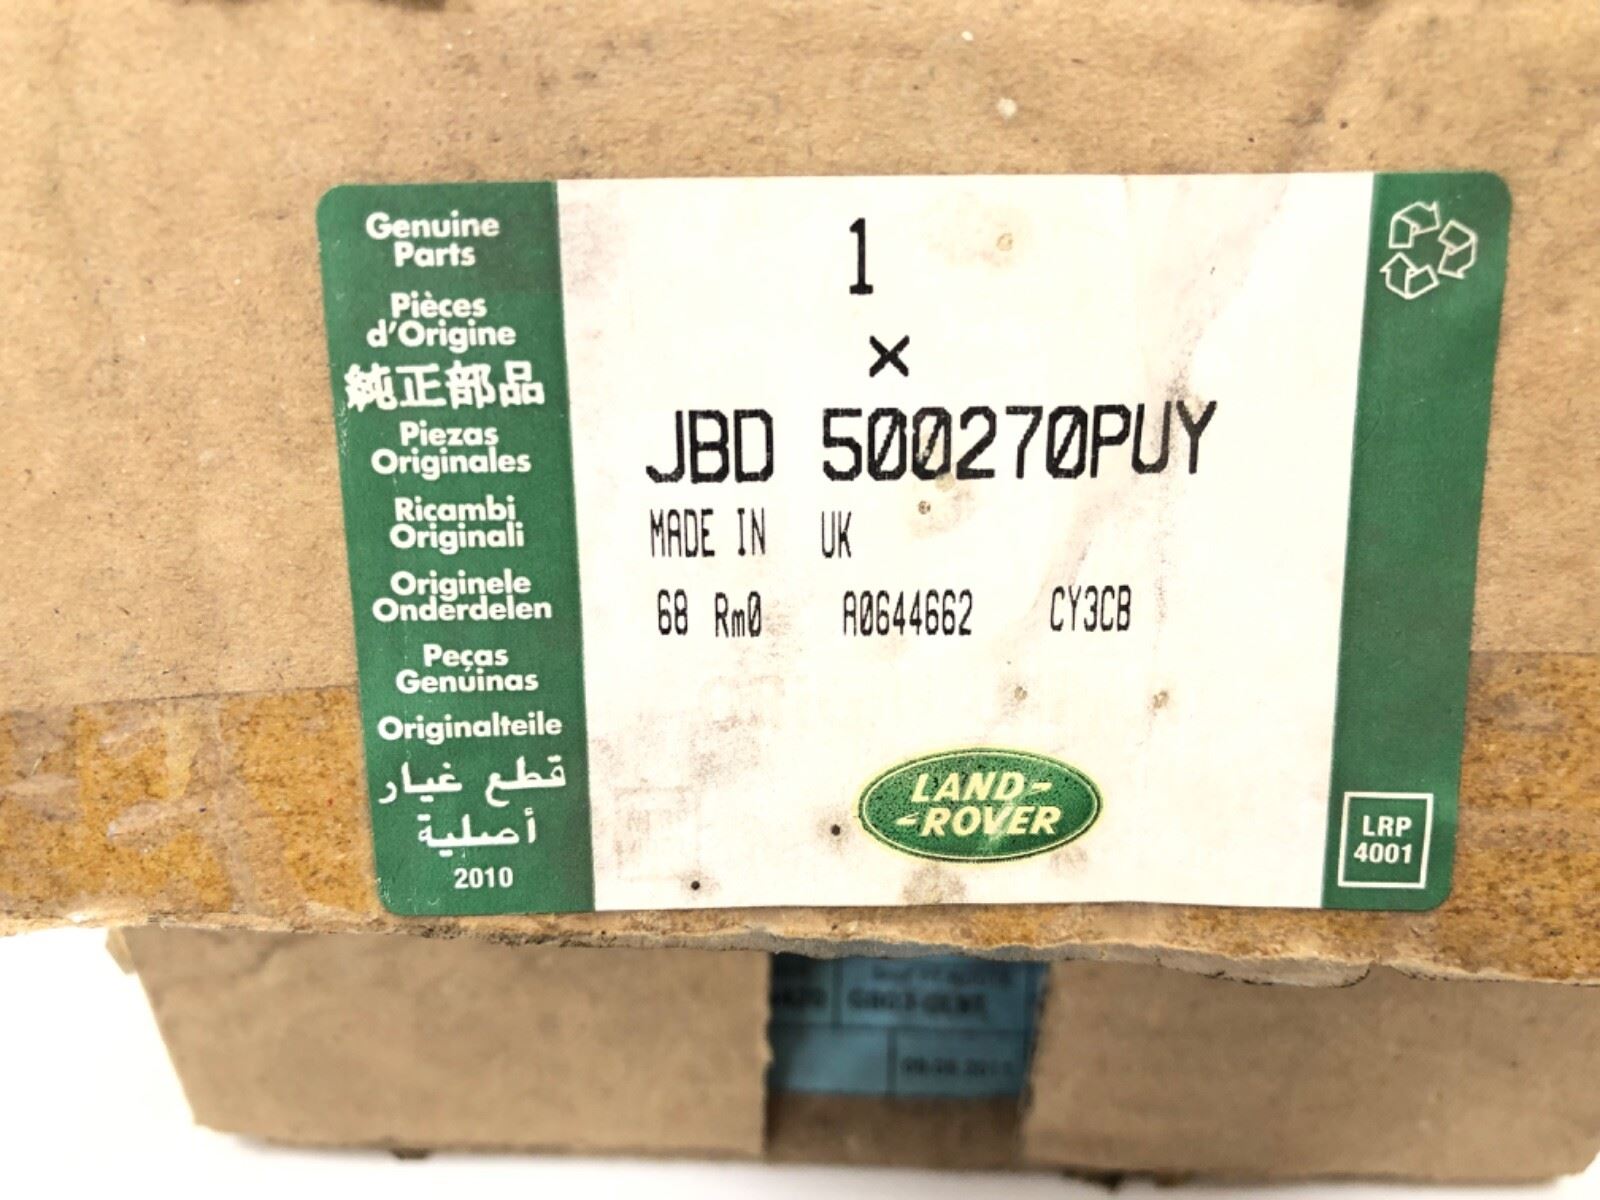 Genuine
Parts
Pièces
d'Origine
純正部品
Piezas
Originales
Ricambi
Originali
Originele
Onderdelen
Peças
Genuinas
Originalteile
قطع غيار
أصلية
2010
1
×
JBD 500270PUY
MADE IN UK
68 Rm0 A0644662 CY3CB
LAND-
-ROVER
LRP
4001